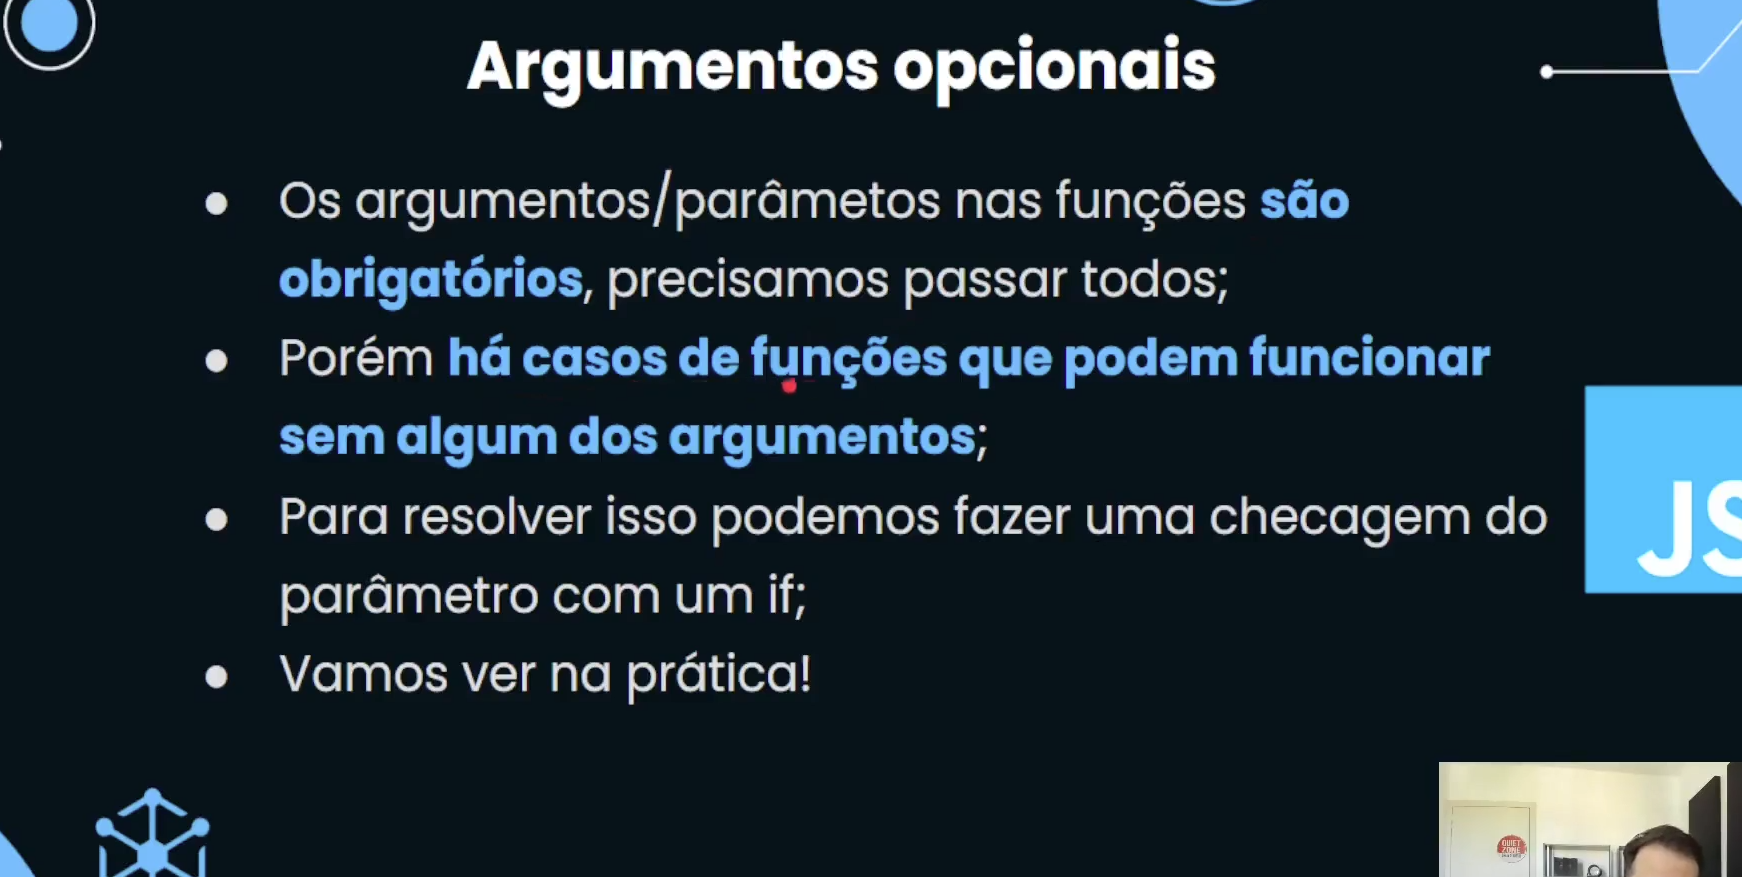 Argumentos opcionais
● Os argumentos/parâmetos nas funções são
obrigatórios, precisamos passar todos;
● Porém há casos de funções que podem funcionar
sem algum dos argumentos;
● Para resolver isso podemos fazer uma checagem do
parâmetro com um if;
● Vamos ver na prática!
JS
QUIET
ZONE